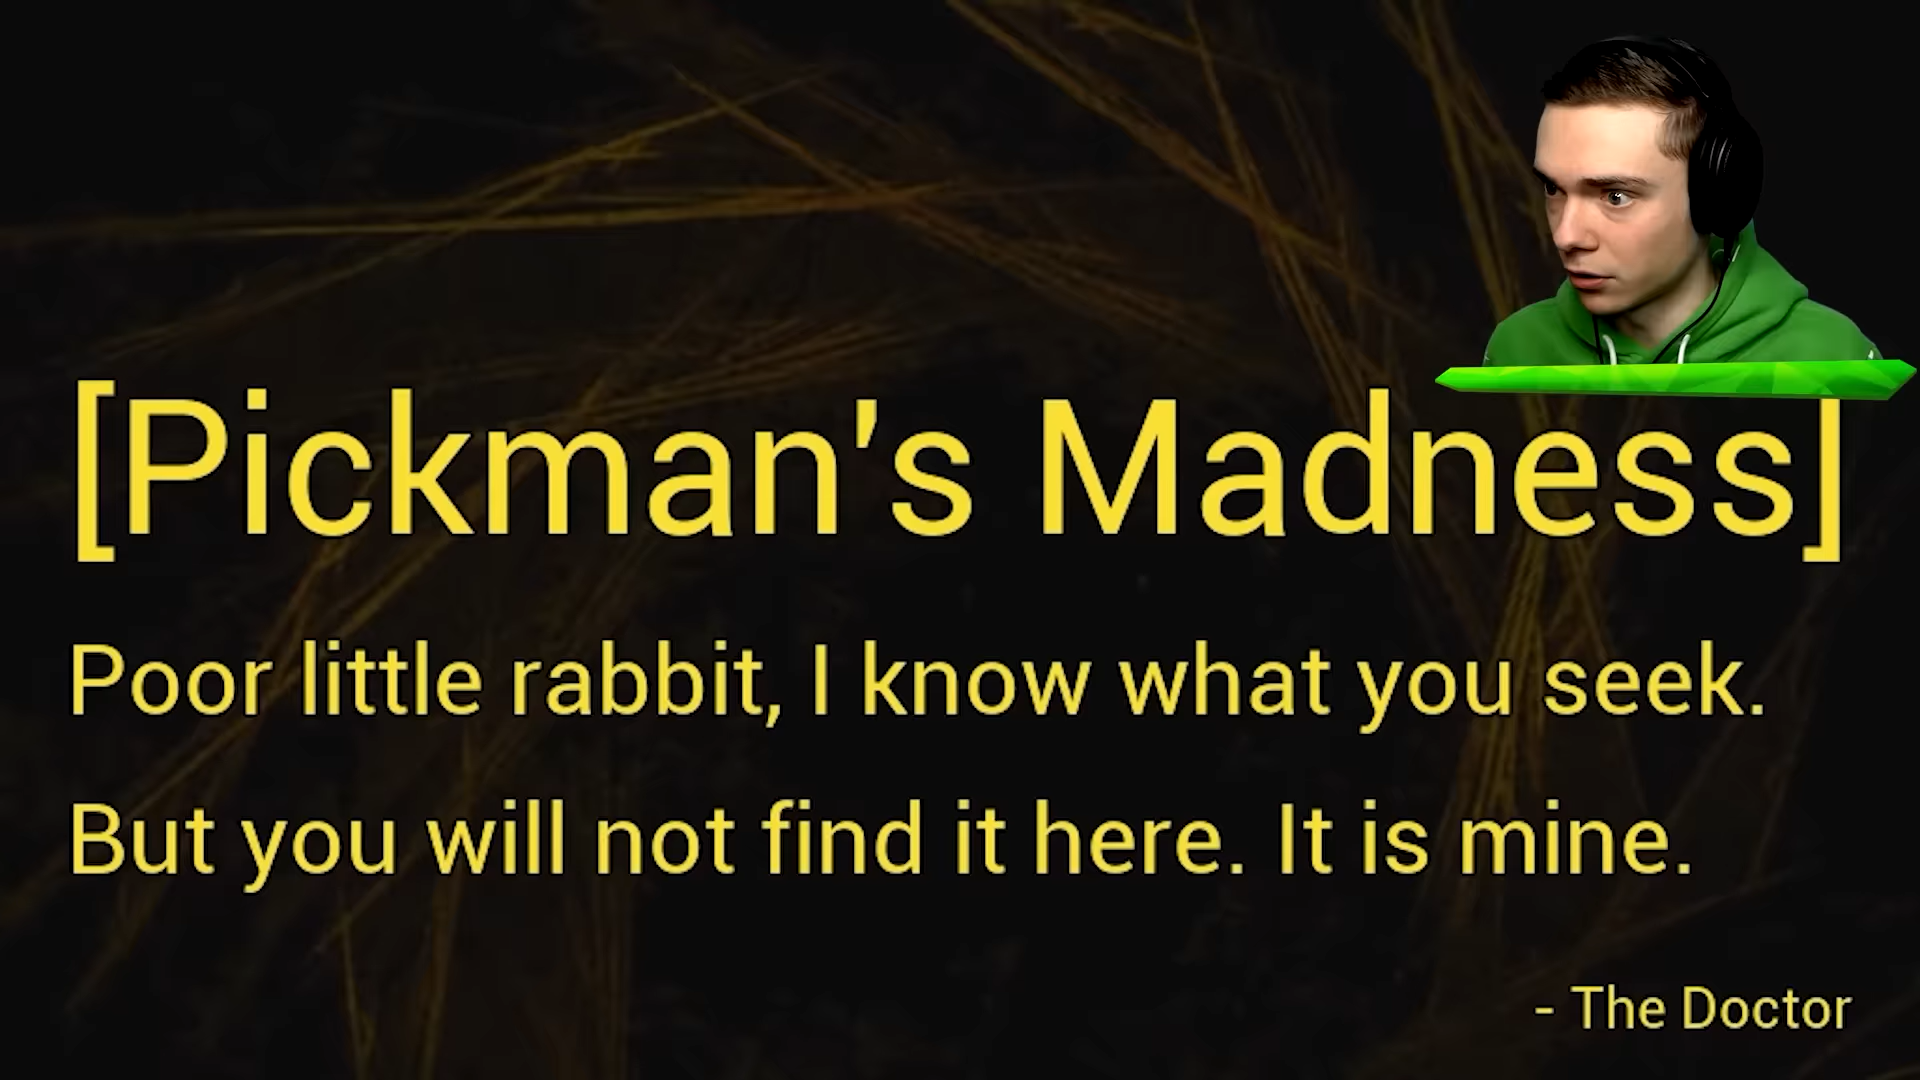 [Pickman's Madness]
Poor little rabbit, I know what you seek.
But you will not find it here. It is mine.
- The Doctor